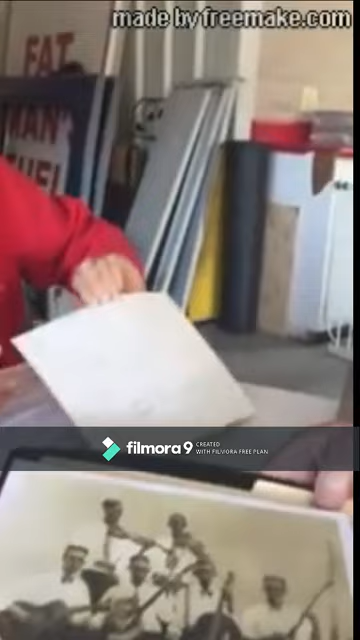 made by freemake.com
FAT
MAN
filmora9
CREATED
WITH FILMORA FREE PLAN